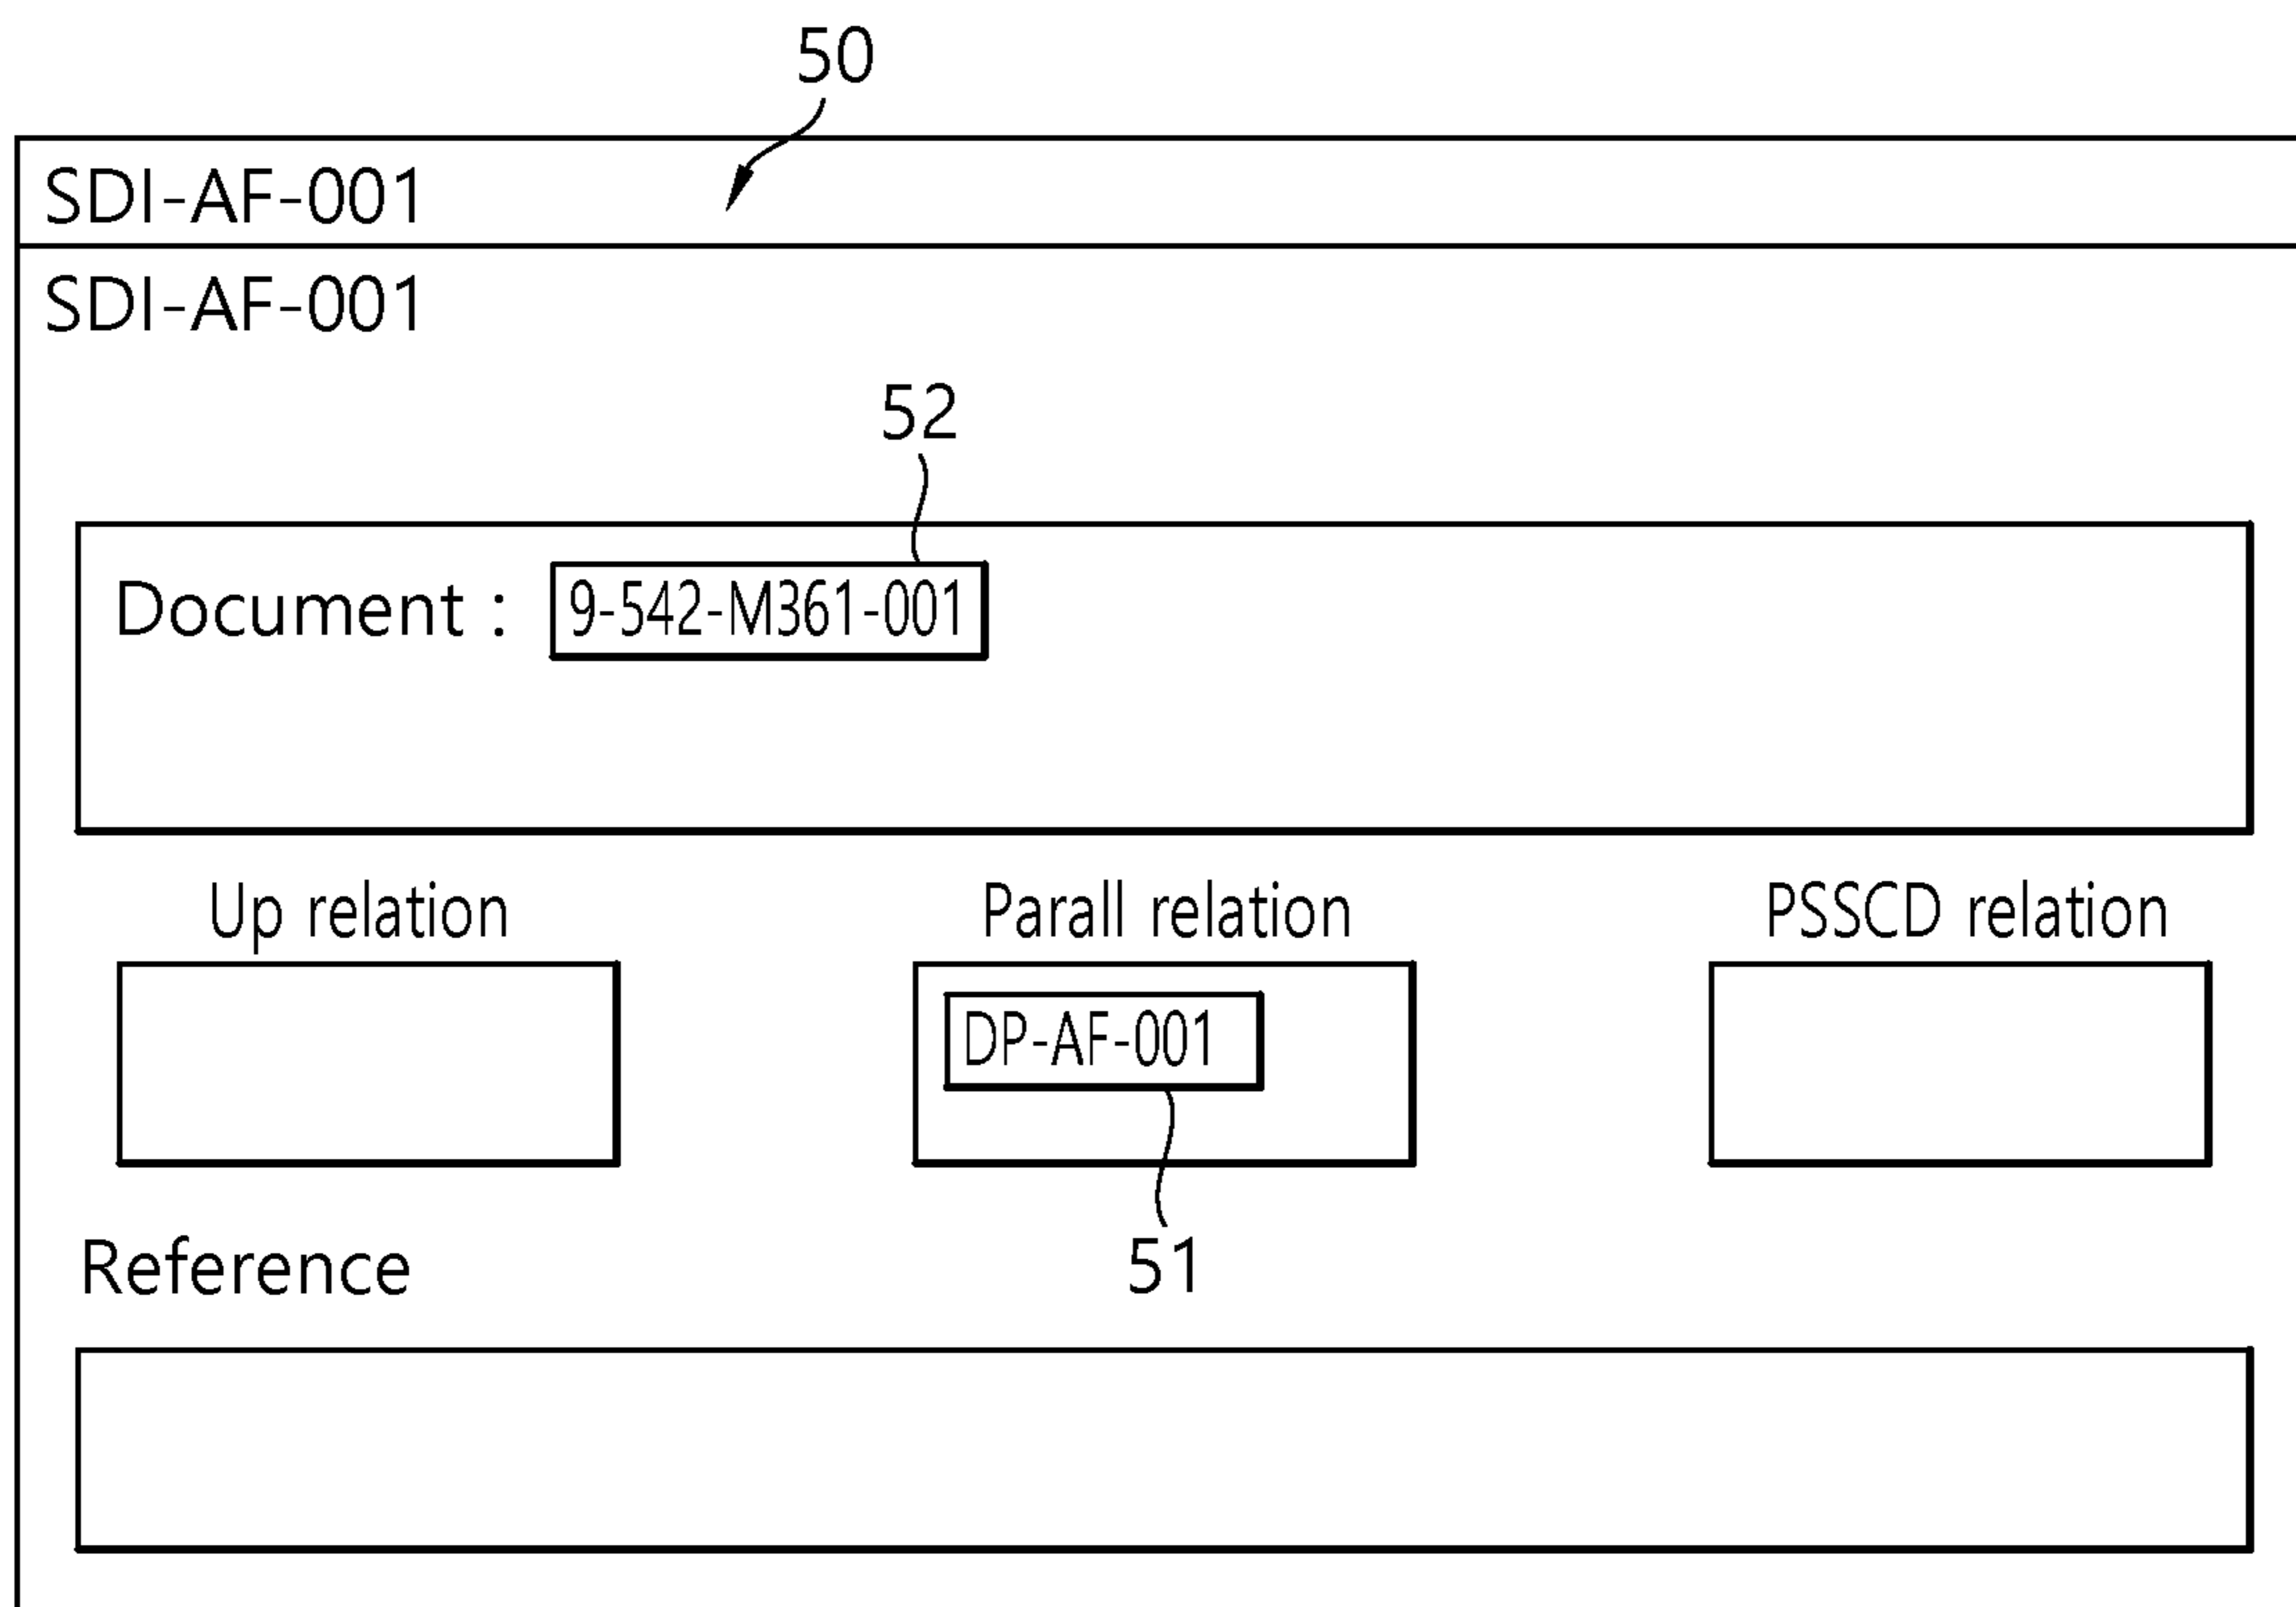 50
SDI-AF-001
SDI-AF-001
52
Document : 9-542-M361-001
Up relation Parall relation PSSCD relation
DP-AF-001
Reference 51